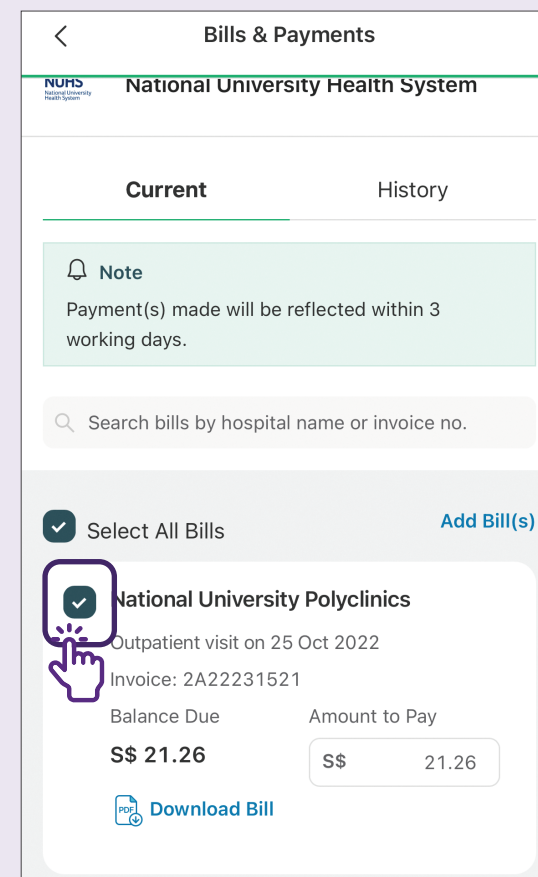 Bills & Payments
NUHS
National University
Health System
National University Health System
Current
History
Note
Payment(s) made will be reflected within 3
working days.
Search bills by hospital name or invoice no.
Select All Bills
Add Bill(s)
National University Polyclinics
Outpatient visit on 25 Oct 2022
Invoice: 2A22231521
Balance Due
Amount to Pay
S$ 21.26
S$ 21.26
PDF
Download Bill